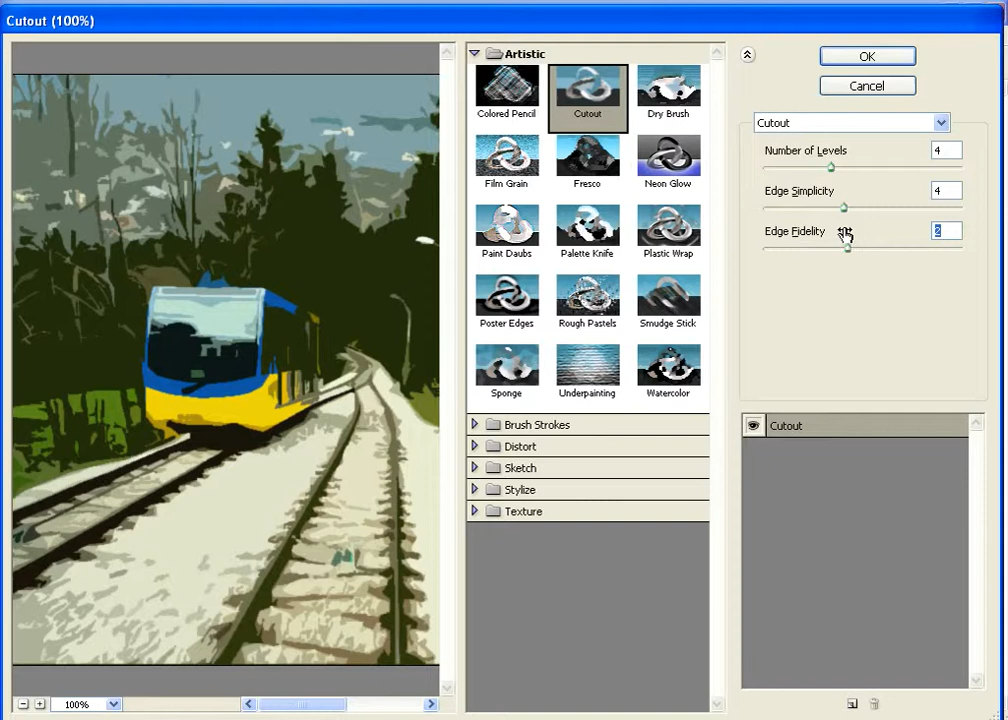 Cutout (100%)
Artistic
Colored Pencil
Cutout
Dry Brush
Film Grain
Fresco
Neon Glow
Paint Daubs
Palette Knife
Plastic Wrap
Poster Edges
Rough Pastels
Smudge Stick
Sponge
Underpainting
Watercolor
Brush Strokes
Distort
Sketch
Stylize
Texture
OK
Cancel
Cutout
Number of Levels 4
Edge Simplicity 4
Edge Fidelity 2
Cutout
100%